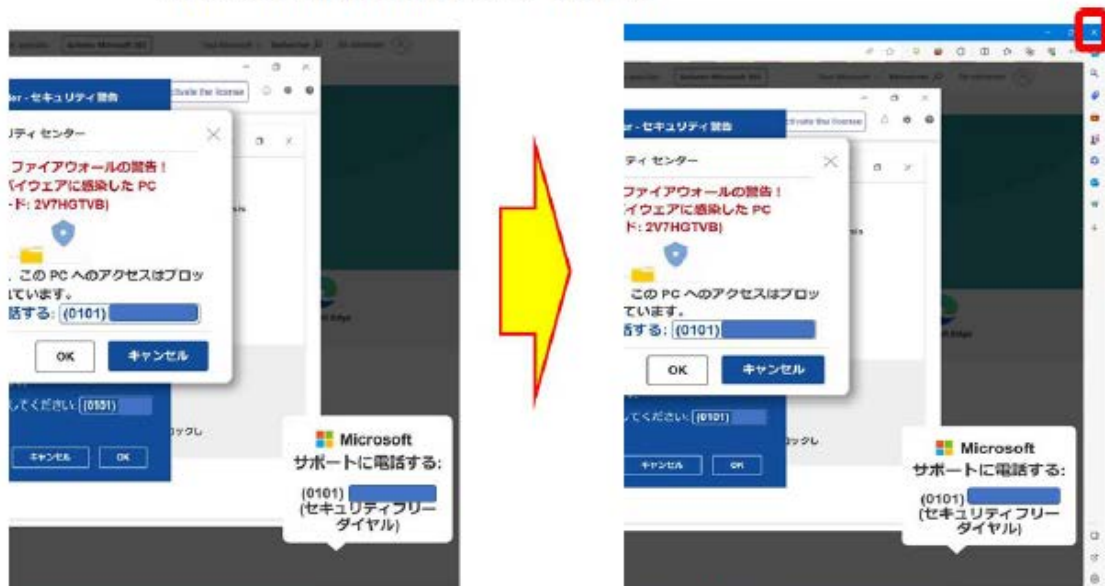 er - セキュリティ警告
ctivate the license
リティ センター
ファイアウォールの警告！
パイウェアに感染した PC
-ド: 2V7HGTVB)
、この PC へのアクセスはブロッ
れています。
話する: (0101)
OK
キャンセル
してください: (0101)
ロックし
キャンセル
OK
Microsoft
サポートに電話する:
(0101)
(セキュリティフリー
ダイヤル)
er - セキュリティ警告
ctivate the license
ティ センター
ファイアウォールの警告！
イウェアに感染した PC
ド: 2V7HGTVB)
この PC へのアクセスはブロッ
ています。
話する: (0101)
OK
キャンセル
してください: (0101)
ロックし
キャンセル
OK
Microsoft
サポートに電話する:
(0101)
(セキュリティフリー
ダイヤル)